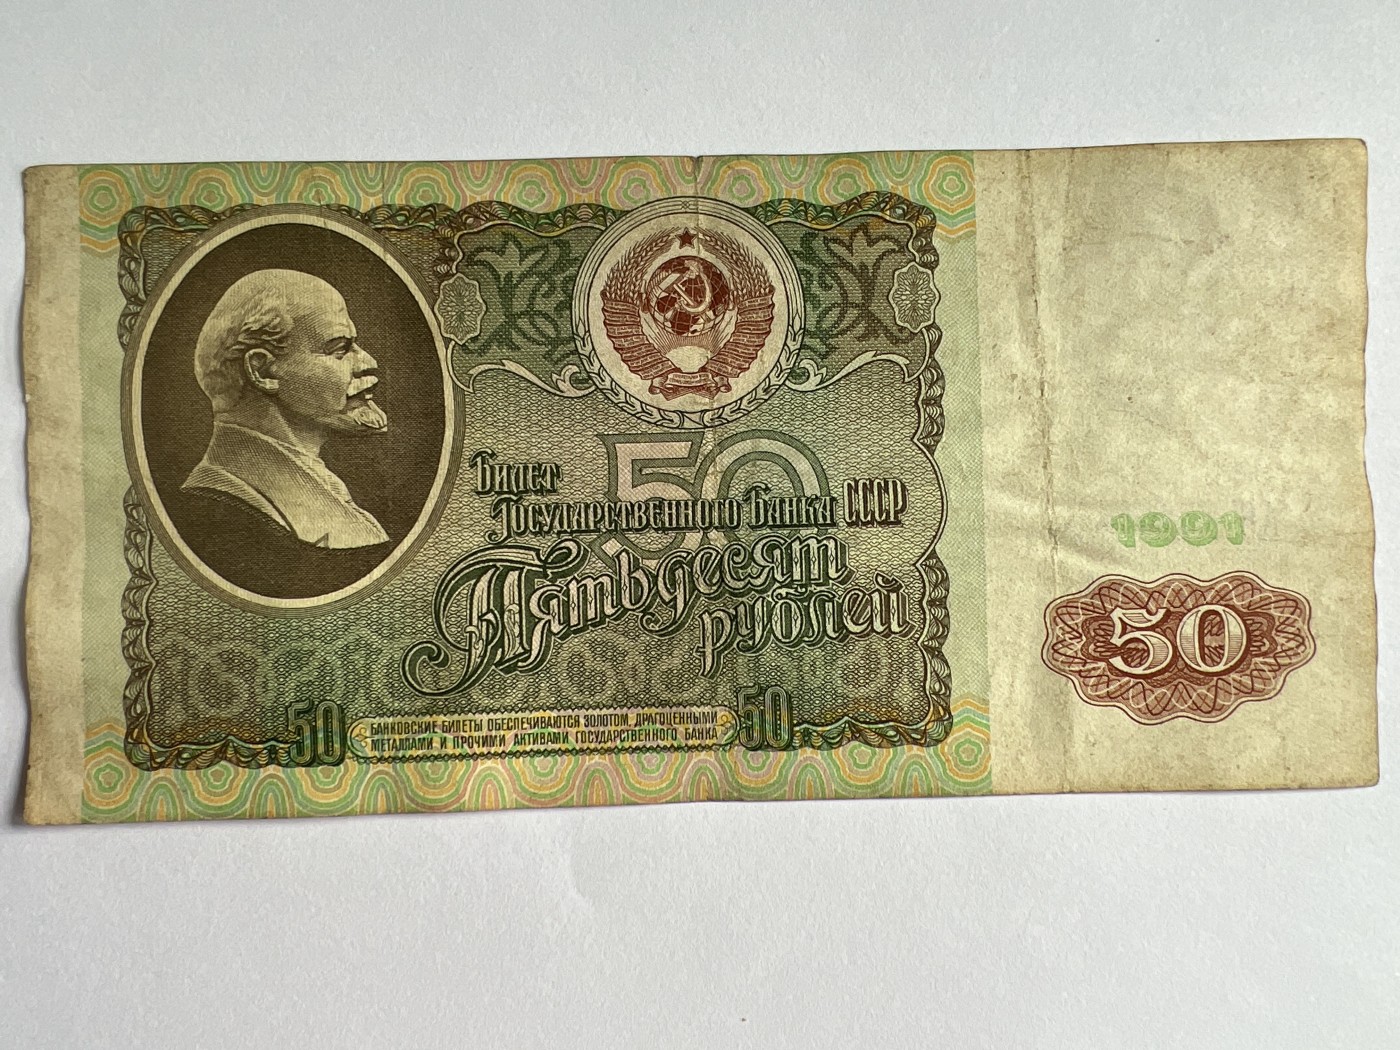 50
Билет
Государственного Банка СССР
Пятьдесят
рублей
1991
50
50
БАНКОВСКИЕ БИЛЕТЫ ОБЕСПЕЧИВАЮТСЯ ЗОЛОТОМ, ДРАГОЦЕННЫМИ
МЕТАЛЛАМИ И ПРОЧИМИ АКТИВАМИ ГОСУДАРСТВЕННОГО БАНКА
50